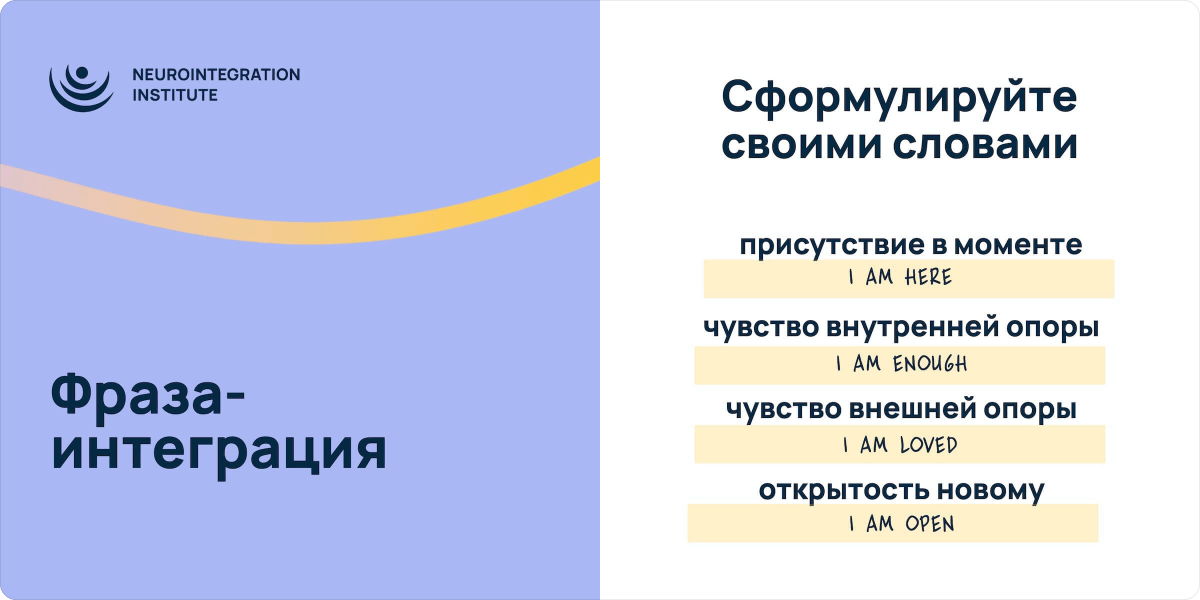 NEUROINTEGRATION
INSTITUTE
Фраза-
интеграция
Сформулируйте
своими словами
присутствие в моменте
I AM HERE
чувство внутренней опоры
I AM ENOUGH
чувство внешней опоры
I AM LOVED
открытость новому
I AM OPEN